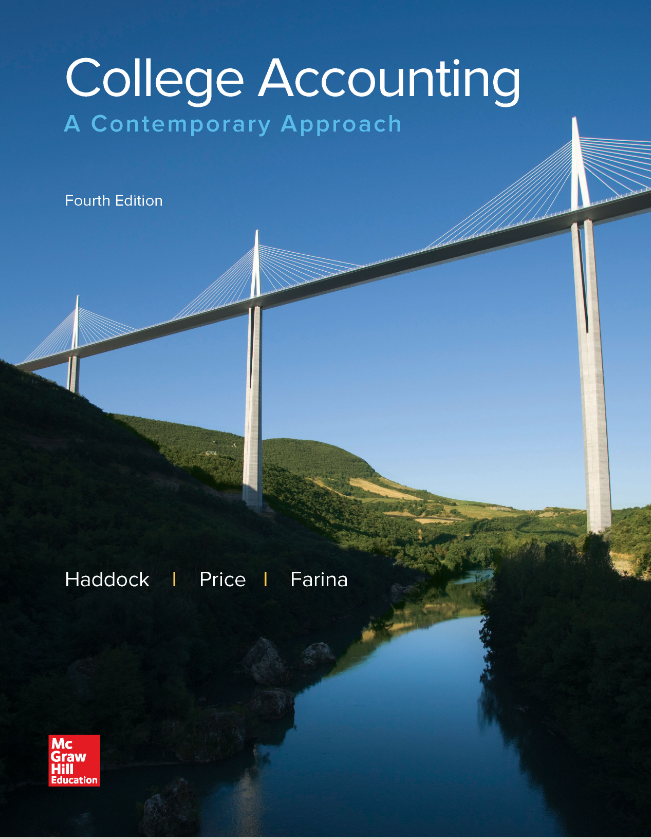 College Accounting
A Contemporary Approach
Fourth Edition
Haddock | Price | Farina
Mc
Graw
Hill
Education